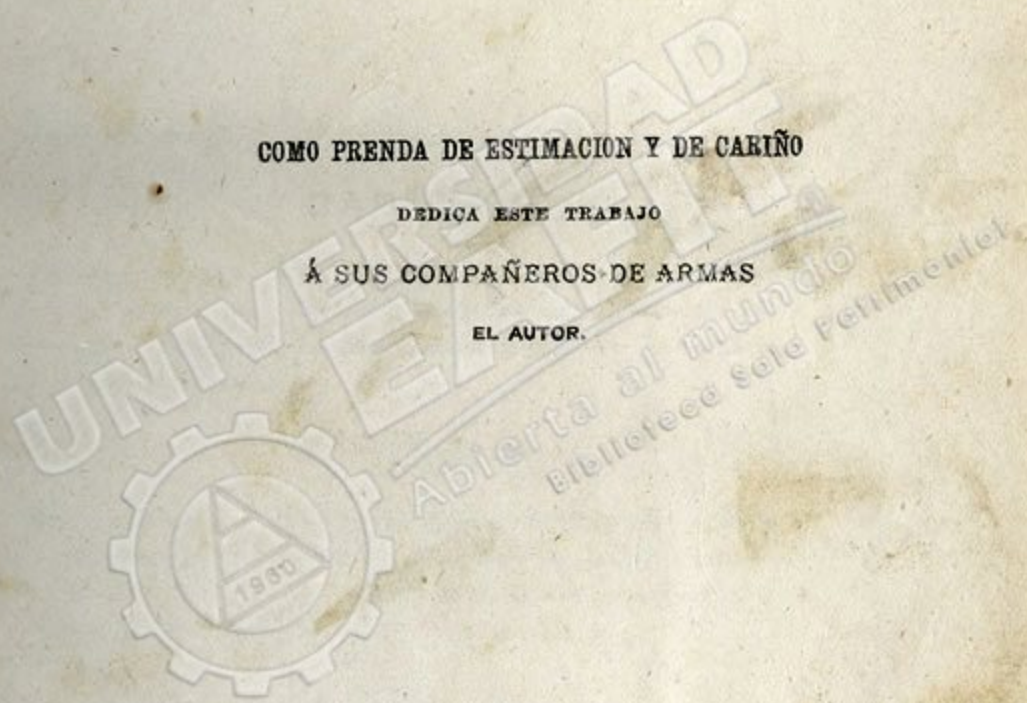 COMO PRENDA DE ESTIMACION Y DE CARIÑO
DEDICA ESTE TRABAJO
Á SUS COMPAÑEROS DE ARMAS
EL AUTOR.
UNIVERSIDAD
EAFIT
Abierta al mundo
Biblioteca Sala Patrimonial
1960